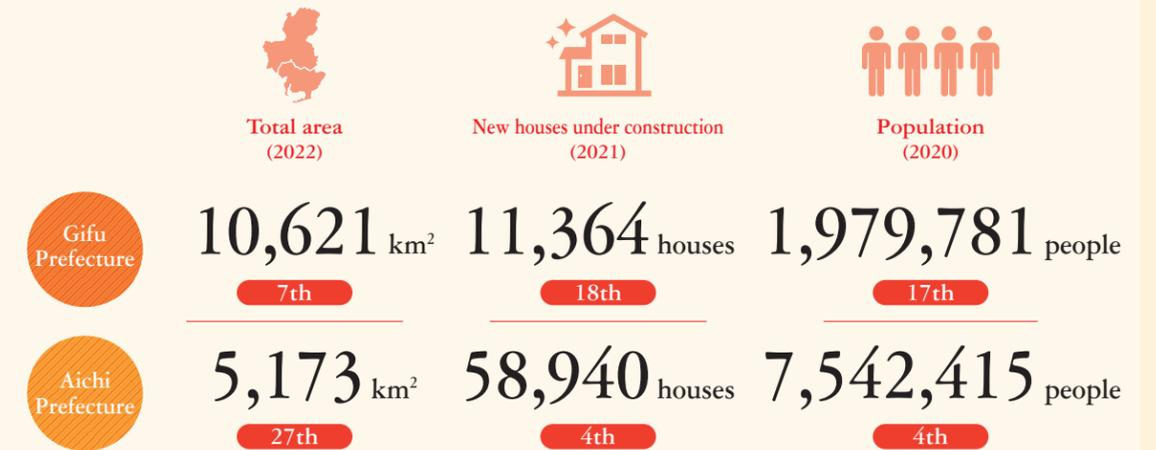 Total area
(2022)
New houses under construction
(2021)
Population
(2020)
Gifu
Prefecture
10,621 km²
7th
11,364 houses
18th
1,979,781 people
17th
Aichi
Prefecture
5,173 km²
27th
58,940 houses
4th
7,542,415 people
4th